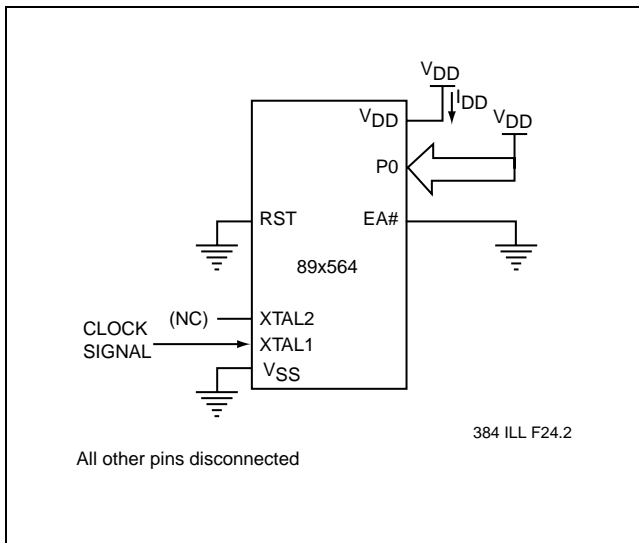 VDD
IDD
VDD
VDD
P0
RST
EA#
89x564
(NC)
XTAL2
CLOCK
SIGNAL
XTAL1
VSS
384 ILL F24.2
All other pins disconnected